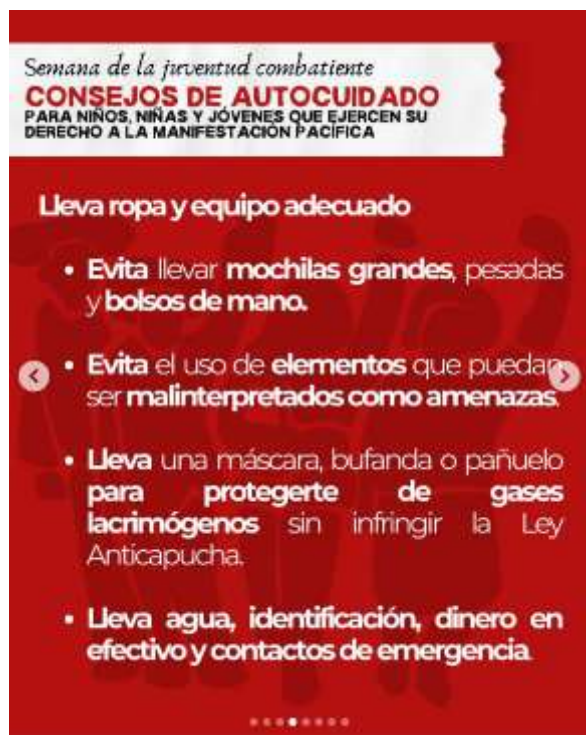 Semana de la juventud combatiente
CONSEJOS DE AUTOCUIDADO
PARA NIÑOS, NIÑAS Y JÓVENES QUE EJERCEN SU
DERECHO A LA MANIFESTACIÓN PACÍFICA
Lleva ropa y equipo adecuado
• Evita llevar mochilas grandes, pesadas
y bolsos de mano.
• Evita el uso de elementos que puedan
ser malinterpretados como amenazas.
• Lleva una máscara, bufanda o pañuelo
para protegerte de gases
lacrimógenos sin infringir la Ley
Anticapucha.
• Lleva agua, identificación, dinero en
efectivo y contactos de emergencia.